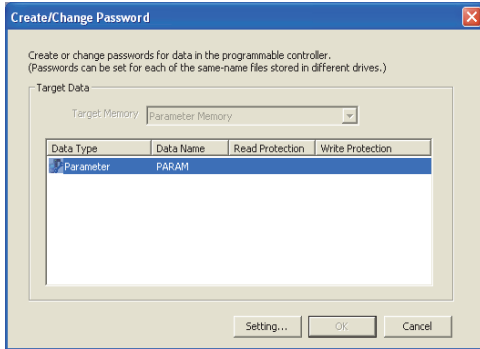 Create/Change Password
Create or change passwords for data in the programmable controller.
(Passwords can be set for each of the same-name files stored in different drives.)
Target Data
Target Memory Parameter Memory
Data Type Data Name Read Protection Write Protection
Parameter PARAM
Setting... OK Cancel